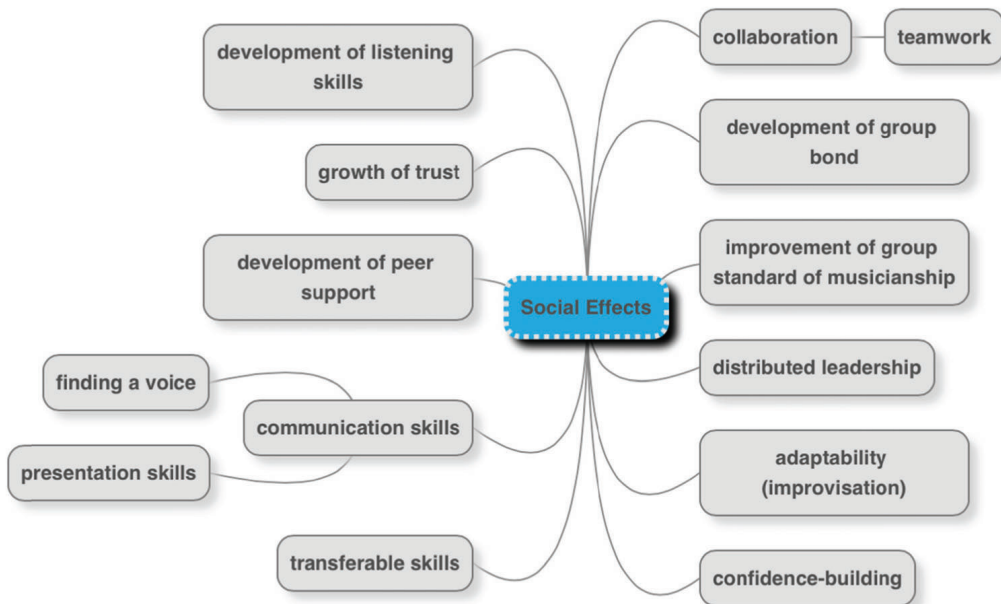 development of listening
skills
growth of trust
development of peer
support
finding a voice
communication skills
presentation skills
transferable skills
Social Effects
collaboration
teamwork
development of group
bond
improvement of group
standard of musicianship
distributed leadership
adaptability
(improvisation)
confidence-building